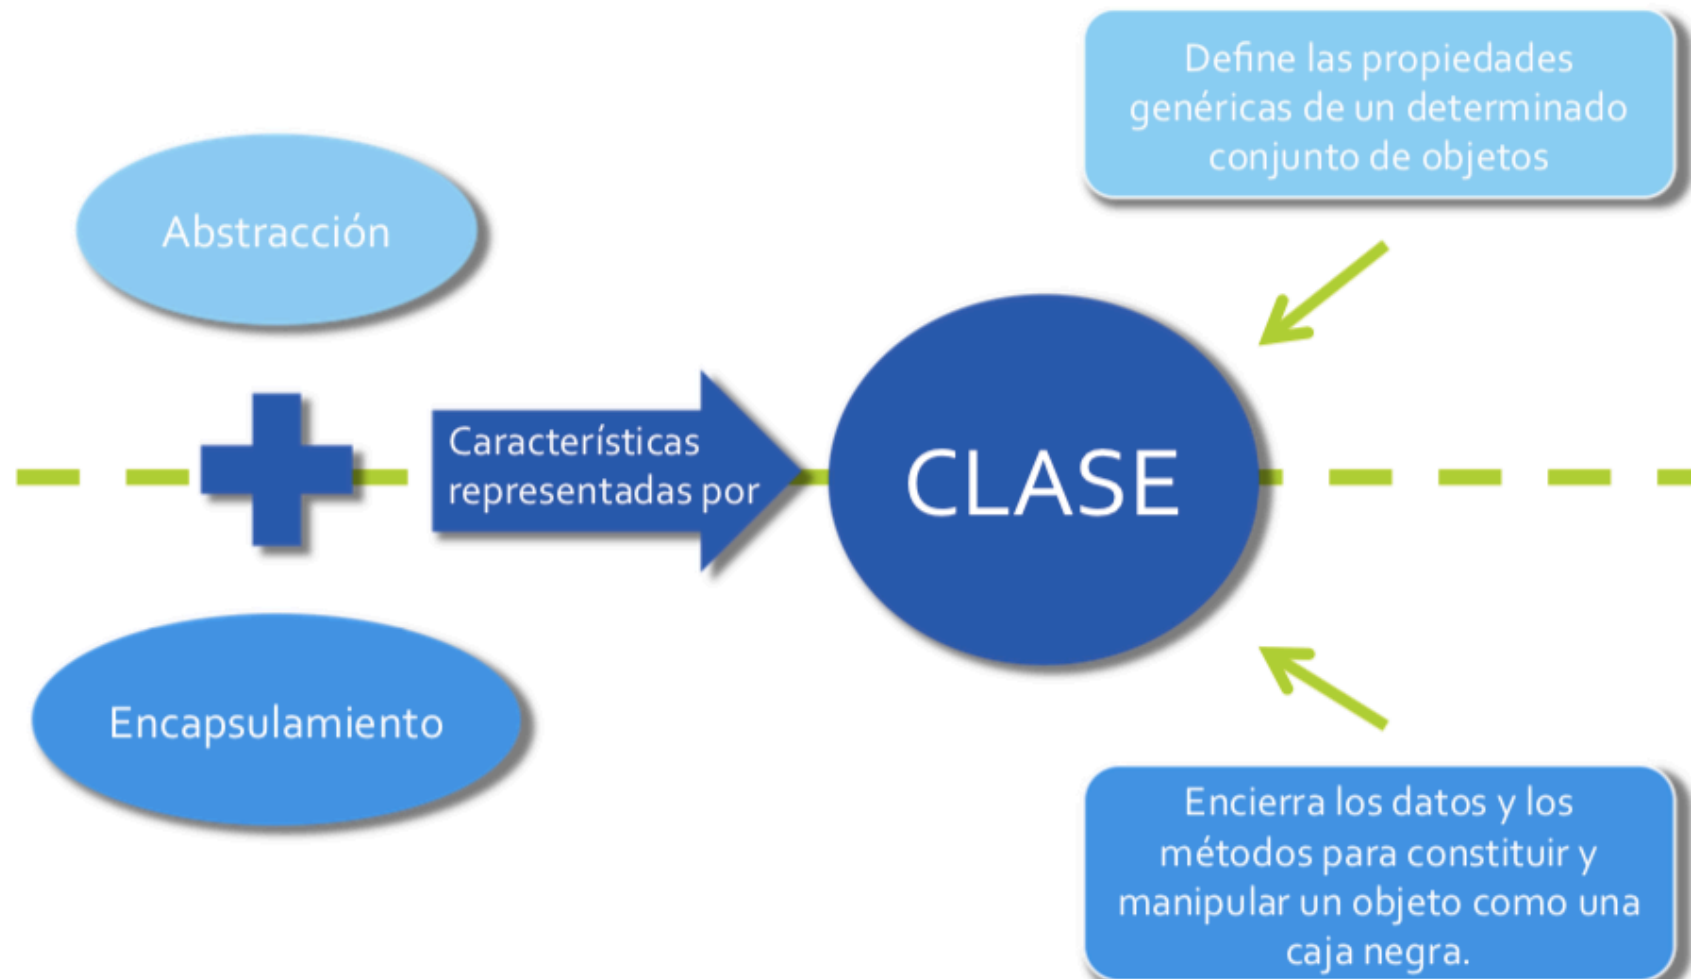 Define las propiedades
genéricas de un determinado
conjunto de objetos
Abstracción
Característísticas
representadas por
CLASE
Encapsulamiento
Encierra los datos y los
métodos para constituir y
manipular un objeto como una
caja negra.